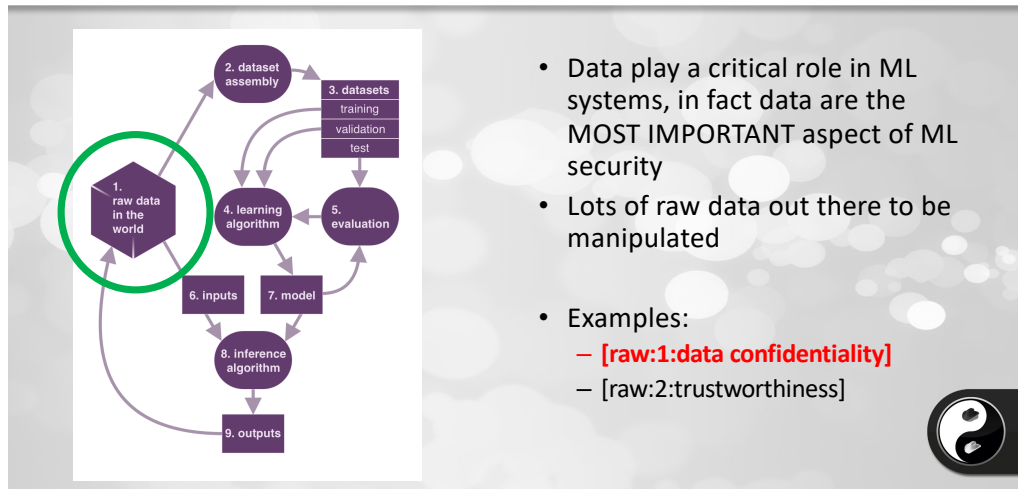 2. dataset
assembly
3. datasets
training
validation
test
1.
raw data
in the
world
4. learning
algorithm
5.
evaluation
6. inputs
7. model
8. inference
algorithm
9. outputs
• Data play a critical role in ML
systems, in fact data are the
MOST IMPORTANT aspect of ML
security
• Lots of raw data out there to be
manipulated
• Examples:
– [raw:1:data confidentiality]
– [raw:2:trustworthiness]